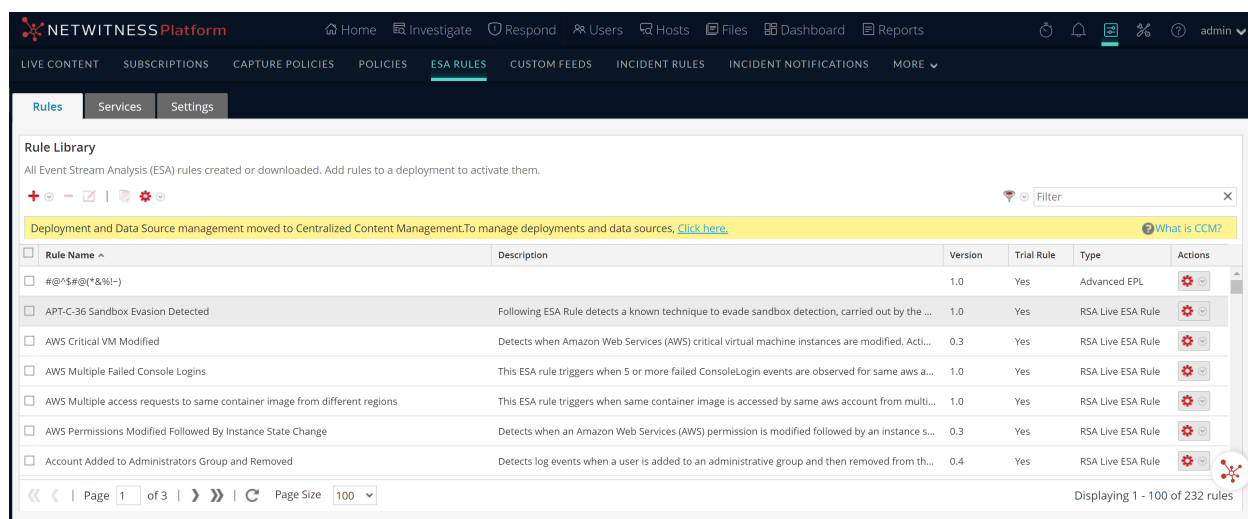 NETWITNESS Platform Home Investigate Respond Users Hosts Files Dashboard Reports admin
LIVE CONTENT SUBSCRIPTIONS CAPTURE POLICIES POLICIES ESA RULES CUSTOM FEEDS INCIDENT RULES INCIDENT NOTIFICATIONS MORE
Rules Services Settings
Rule Library
All Event Stream Analysis (ESA) rules created or downloaded. Add rules to a deployment to activate them.
Filter
Deployment and Data Source management moved to Centralized Content Management.To manage deployments and data sources, Click here. What is CCM?
Rule Name Description Version Trial Rule Type Actions
#@^$#@(*&%!~) 1.0 Yes Advanced EPL
APT-C-36 Sandbox Evasion Detected Following ESA Rule detects a known technique to evade sandbox detection, carried out by the ... 1.0 Yes RSA Live ESA Rule
AWS Critical VM Modified Detects when Amazon Web Services (AWS) critical virtual machine instances are modified. Acti... 0.3 Yes RSA Live ESA Rule
AWS Multiple Failed Console Logins This ESA rule triggers when 5 or more failed ConsoleLogin events are observed for same aws a... 1.0 Yes RSA Live ESA Rule
AWS Multiple access requests to same container image from different regions This ESA rule triggers when same container image is accessed by same aws account from multi... 1.0 Yes RSA Live ESA Rule
AWS Permissions Modified Followed By Instance State Change Detects when an Amazon Web Services (AWS) permission is modified followed by an instance s... 0.3 Yes RSA Live ESA Rule
Account Added to Administrators Group and Removed Detects log events when a user is added to an administrative group and then removed from th... 0.4 Yes RSA Live ESA Rule
Page 1 of 3 Page Size 100 Displaying 1 - 100 of 232 rules